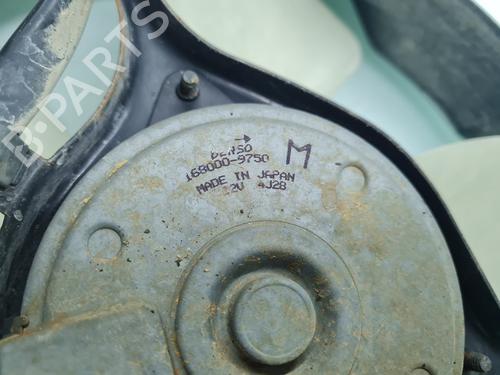 B-PARTS
DENSO
168000-9750 M
MADE IN JAPAN
12V 4J28